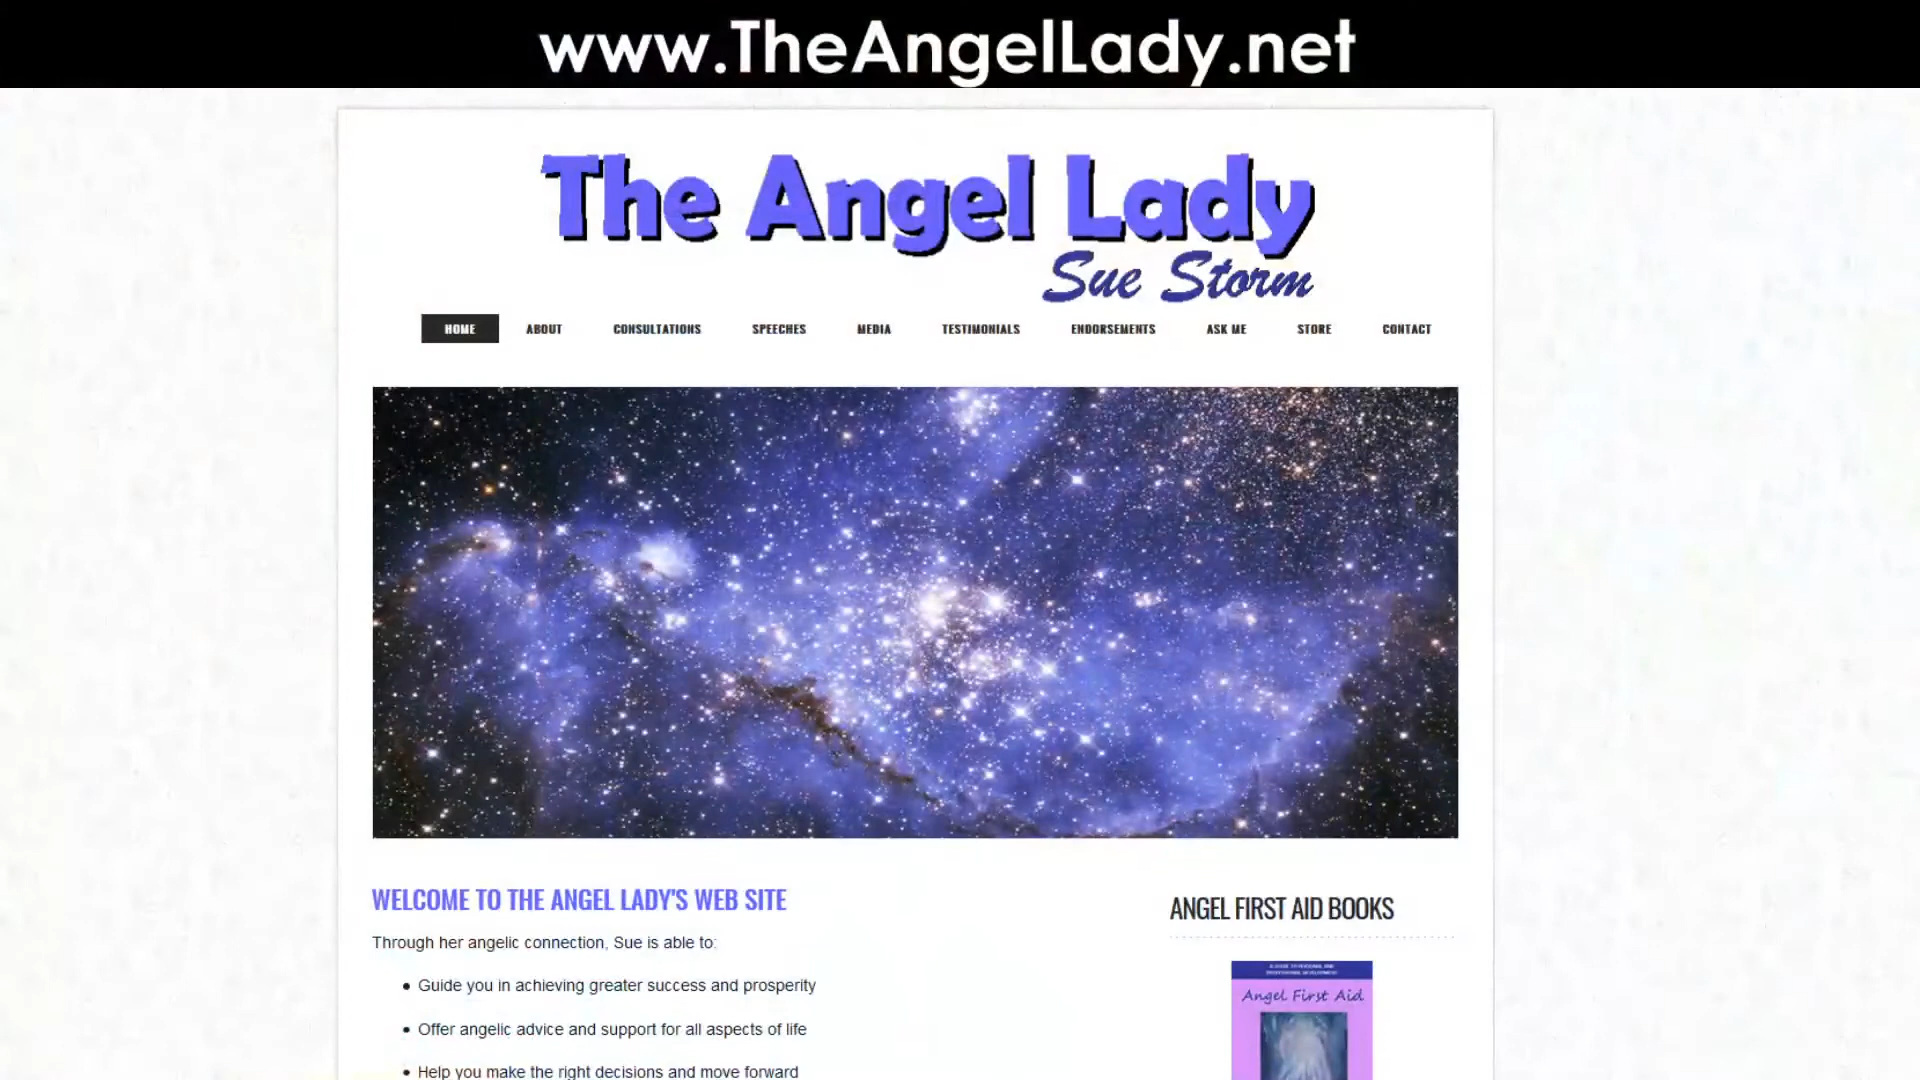 www.TheAngelLady.net
The Angel Lady
Sue Storm
HOME ABOUT CONSULTATIONS SPEECHES MEDIA TESTIMONIALS ENDORSEMENTS ASK ME STORE CONTACT
WELCOME TO THE ANGEL LADY'S WEB SITE
Through her angelic connection, Sue is able to:
• Guide you in achieving greater success and prosperity
• Offer angelic advice and support for all aspects of life
• Help you make the right decisions and move forward
ANGEL FIRST AID BOOKS
Angel First Aid